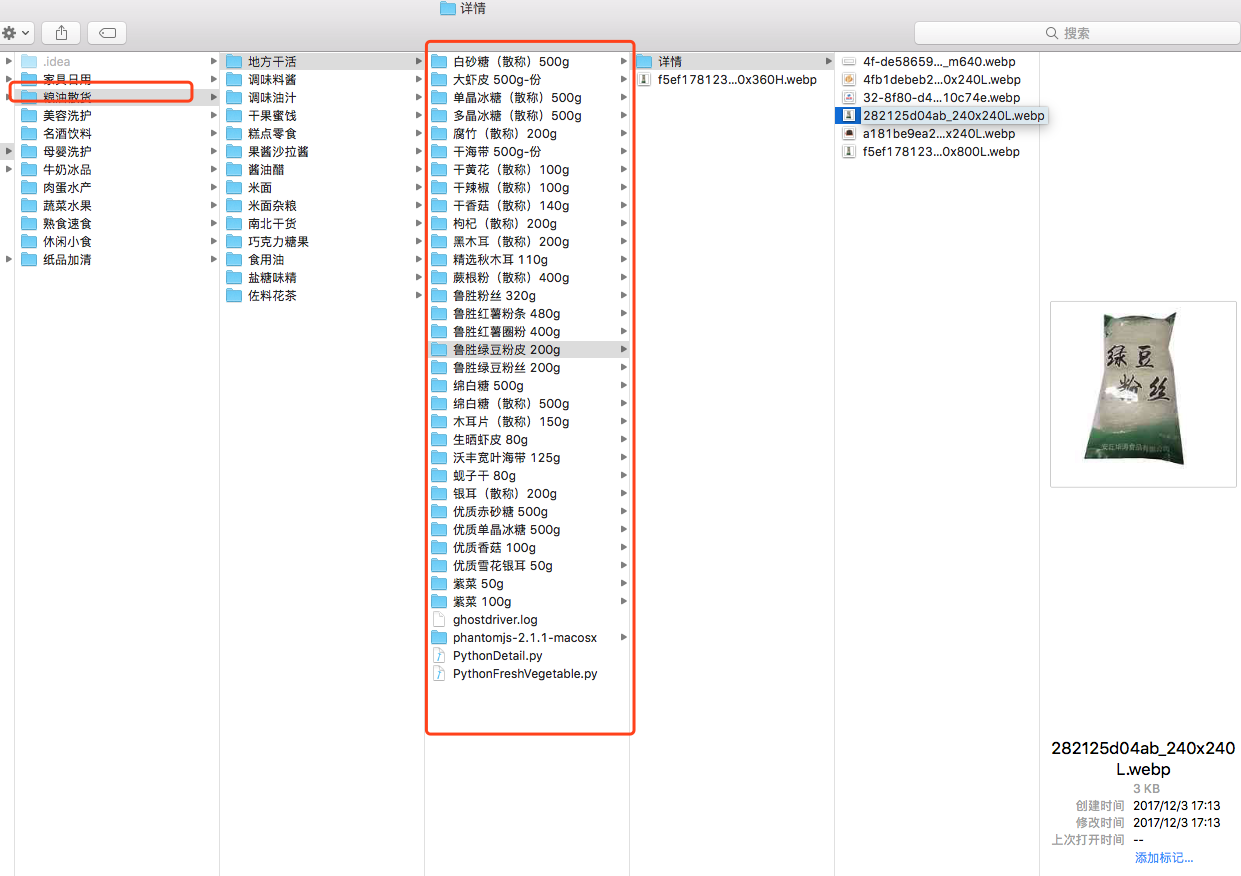 详情
搜索
.idea
家具日用
粮油散货
美容洗护
名酒饮料
母婴洗护
牛奶冰品
肉蛋水产
蔬菜水果
熟食速食
休闲小食
纸品加清
地方干活
调味料酱
调味油汁
干果蜜饯
糕点零食
果酱沙拉酱
酱油醋
米面
米面杂粮
南北干货
巧克力糖果
食用油
盐糖味精
佐料花茶
白砂糖（散称）500g
大虾皮 500g-份
单晶冰糖（散称）500g
多晶冰糖（散称）500g
腐竹（散称）200g
干海带 500g-份
干黄花（散称）100g
干辣椒（散称）100g
干香菇（散称）140g
枸杞（散称）200g
黑木耳（散称）200g
精选秋木耳 110g
蕨根粉（散称）400g
鲁胜粉丝 320g
鲁胜红薯粉条 480g
鲁胜红薯圈粉 400g
鲁胜绿豆粉皮 200g
鲁胜绿豆粉丝 200g
绵白糖 500g
绵白糖（散称）500g
木耳片（散称）150g
生晒虾皮 80g
沃丰宽叶海带 125g
蚬子干 80g
银耳（散称）200g
优质赤砂糖 500g
优质单晶冰糖 500g
优质香菇 100g
优质雪花银耳 50g
紫菜 50g
紫菜 100g
ghostdriver.log
phantomjs-2.1.1-macosx
PythonDetail.py
PythonFreshVegetable.py
详情
f5ef178123...0x360H.webp
4f-de58659..._m640.webp
4fb1debeb2...0x240L.webp
32-8f80-d4...10c74e.webp
282125d04ab_240x240L.webp
a181be9ea2...x240L.webp
f5ef178123...0x800L.webp
绿豆
粉丝
282125d04ab_240x240
L.webp
3 KB
创建时间 2017/12/3 17:13
修改时间 2017/12/3 17:13
上次打开时间 --
添加标记...